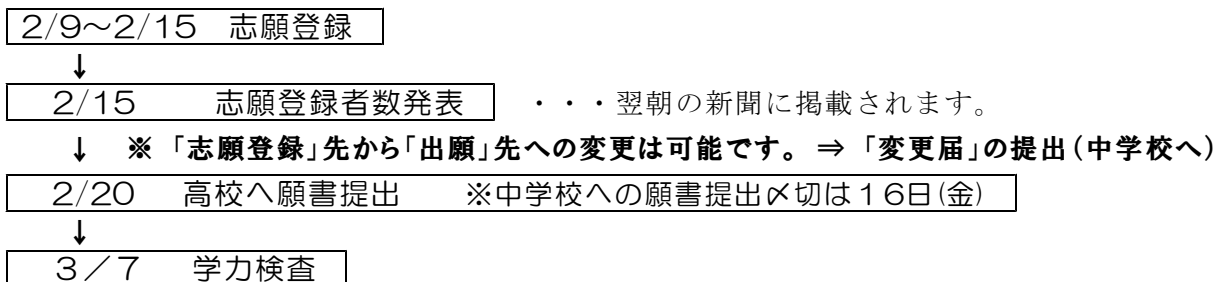 2/9～2/15　志願登録
↓
2/15　　志願登録者数発表　・・・翌朝の新聞に掲載されます。
↓　※「志願登録」先から「出願」先への変更は可能です。⇒「変更届」の提出（中学校へ）
2/20　高校へ願書提出　　※中学校への願書提出〆切は１６日(金)
↓
３／７　学力検査